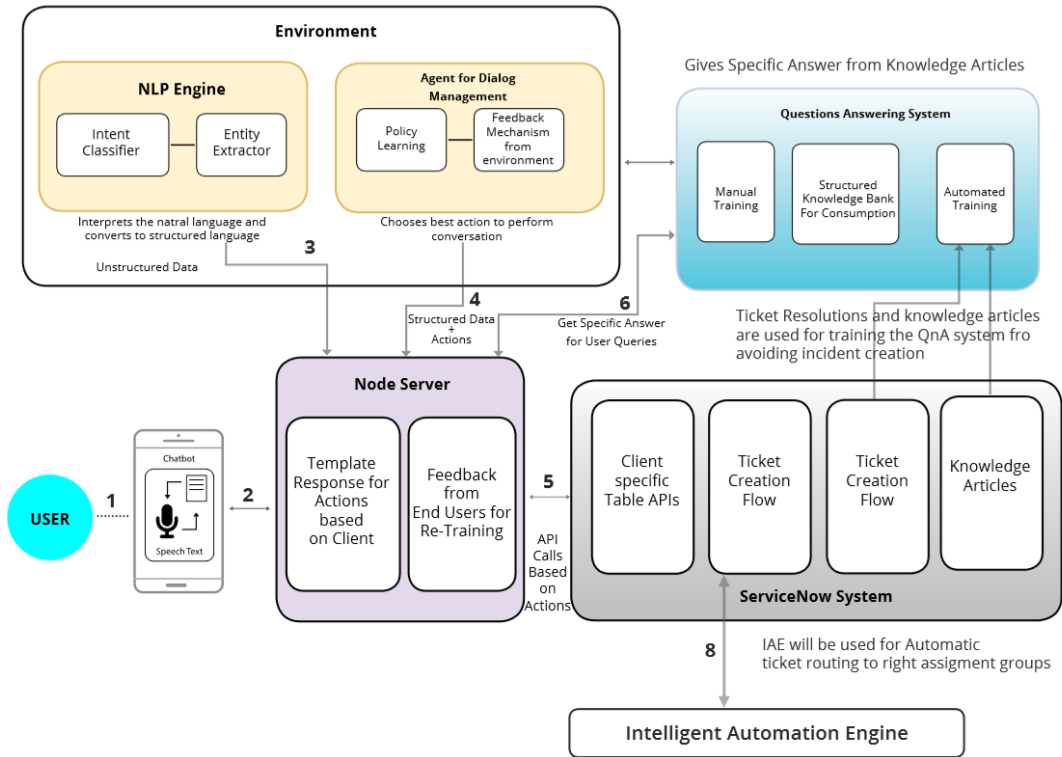 Environment
NLP Engine
Intent
Classifier
Entity
Extractor
Interprets the natral language and
converts to structured language
Unstructured Data
3
Agent for Dialog
Management
Policy
Learning
Feedback
Mechanism
from
environment
Chooses best action to perform
conversation
4
Structured Data
+
Actions
Gives Specific Answer from Knowledge Articles
Questions Answering System
Manual
Training
Structured
Knowledge Bank
For Consumption
Automated
Training
6
Get Specific Answer
for User Queries
Ticket Resolutions and knowledge articles
are used for training the QnA system fro
avoiding incident creation
USER
1
Chatbot
Speech Text
2
Node Server
Template
Response for
Actions
based
on Client
Feedback
from
End Users for
Re-Training
5
API
Calls
Based
on
Actions
Client
specific
Table APIs
Ticket
Creation
Flow
Ticket
Creation
Flow
Knowledge
Articles
ServiceNow System
8
IAE will be used for Automatic
ticket routing to right assigment groups
Intelligent Automation Engine